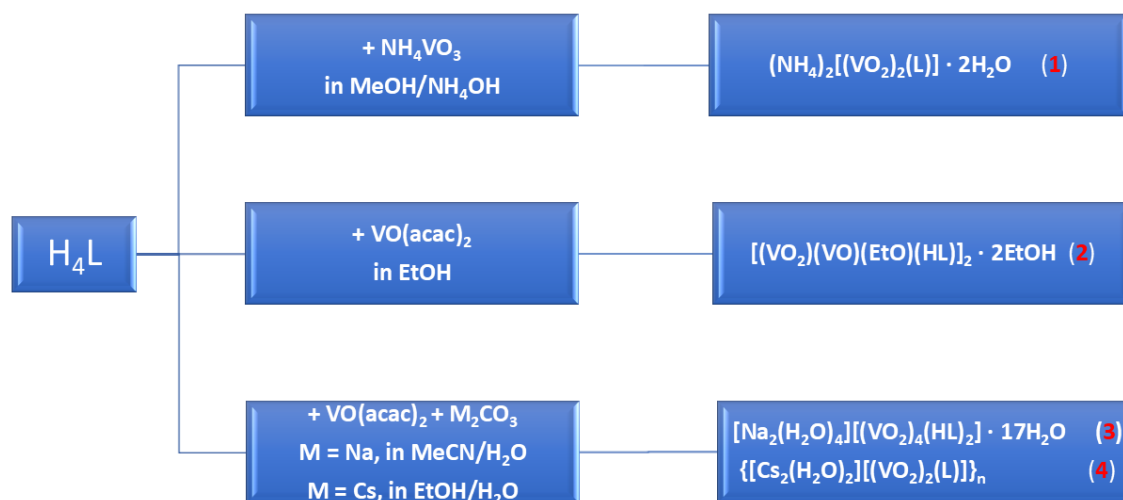 H₄L
+ NH₄VO₃
in MeOH/NH₄OH
(NH₄)₂[(VO₂)₂(L)] · 2H₂O (1)
+ VO(acac)₂
in EtOH
[(VO₂)(VO)(EtO)(HL)]₂ · 2EtOH (2)
+ VO(acac)₂ + M₂CO₃
M = Na, in MeCN/H₂O
M = Cs, in EtOH/H₂O
[Na₂(H₂O)₄][(VO₂)₄(HL)₂] · 17H₂O (3)
{[Cs₂(H₂O)₂][(VO₂)₂(L)]}ₙ (4)